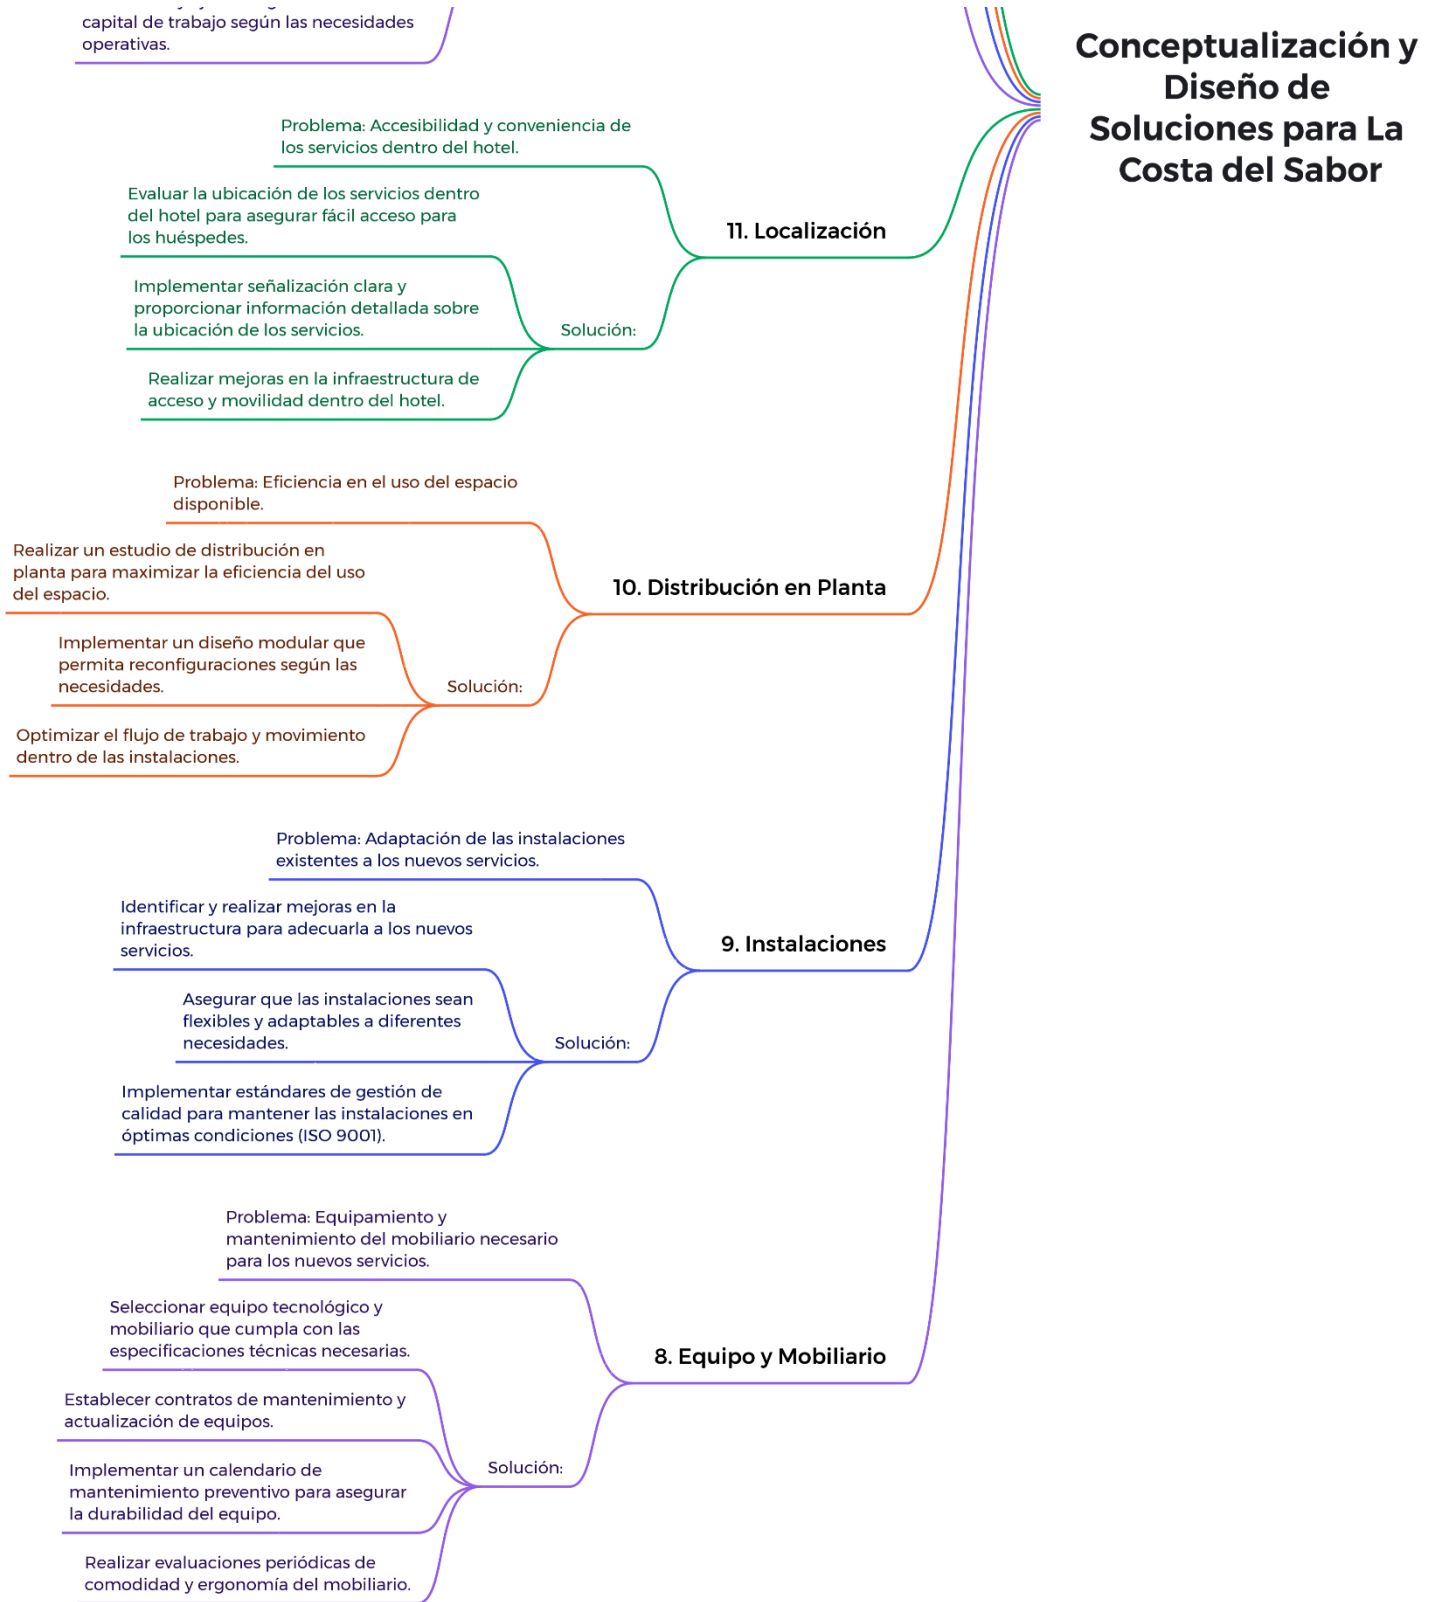 capital de trabajo según las necesidades
operativas.
Conceptualización y
Diseño de
Soluciones para La
Costa del Sabor
Problema: Accesibilidad y conveniencia de
los servicios dentro del hotel.
Evaluar la ubicación de los servicios dentro
del hotel para asegurar fácil acceso para
los huéspedes.
11. Localización
Implementar señalización clara y
proporcionar información detallada sobre
la ubicación de los servicios.
Solución:
Realizar mejoras en la infraestructura de
acceso y movilidad dentro del hotel.
Problema: Eficiencia en el uso del espacio
disponible.
Realizar un estudio de distribución en
planta para maximizar la eficiencia del uso
del espacio.
10. Distribución en Planta
Implementar un diseño modular que
permita reconfiguraciones según las
necesidades.
Solución:
Optimizar el flujo de trabajo y movimiento
dentro de las instalaciones.
Problema: Adaptación de las instalaciones
existentes a los nuevos servicios.
Identificar y realizar mejoras en la
infraestructura para adecuarla a los nuevos
servicios.
9. Instalaciones
Asegurar que las instalaciones sean
flexibles y adaptables a diferentes
necesidades.
Solución:
Implementar estándares de gestión de
calidad para mantener las instalaciones en
óptimas condiciones (ISO 9001).
Problema: Equipamiento y
mantenimiento del mobiliario necesario
para los nuevos servicios.
Seleccionar equipo tecnológico y
mobiliario que cumpla con las
especificaciones técnicas necesarias.
8. Equipo y Mobiliario
Establecer contratos de mantenimiento y
actualización de equipos.
Solución:
Implementar un calendario de
mantenimiento preventivo para asegurar
la durabilidad del equipo.
Realizar evaluaciones periódicas de
comodidad y ergonomía del mobiliario.